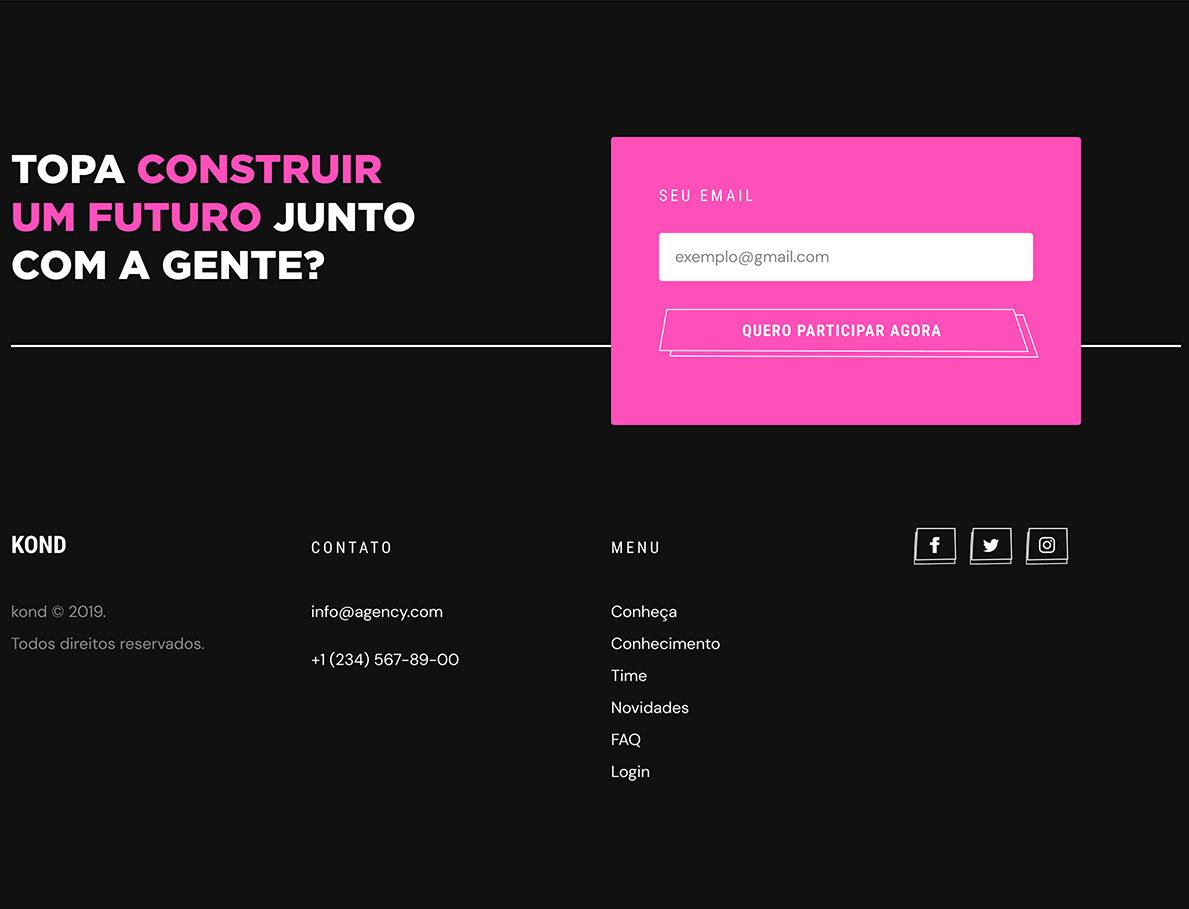 TOPA CONSTRUIR
UM FUTURO JUNTO
COM A GENTE?
SEU EMAIL
exemplo@gmail.com
QUERO PARTICIPAR AGORA
KOND
kond © 2019.
Todos direitos reservados.
CONTATO
info@agency.com
+1 (234) 567-89-00
MENU
Conheça
Conhecimento
Time
Novidades
FAQ
Login